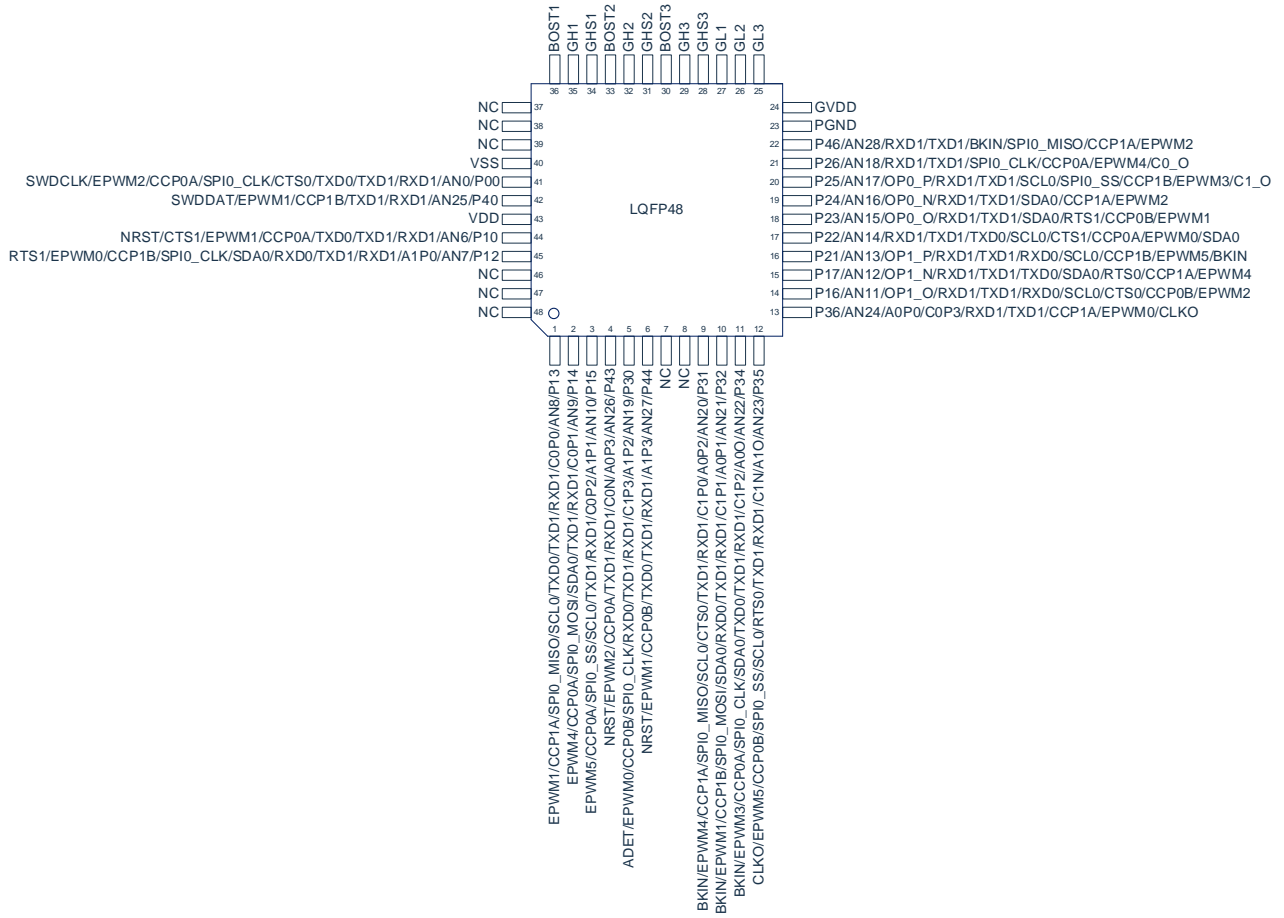 BOST1
GH1
GHS1
BOST2
GH2
GHS2
BOST3
GH3
GHS3
GL1
GL2
GL3
36
35
34
33
32
31
30
29
28
27
26
25
NC 37
NC 38
NC 39
VSS 40
SWDCLK/EPWM2/CCP0A/SPI0_CLK/CTS0/TXD0/TXD1/RXD1/AN0/P00 41
SWDDAT/EPWM1/CCP1B/TXD1/RXD1/AN25/P40 42
VDD 43
NRST/CTS1/EPWM1/CCP0A/TXD0/TXD1/RXD1/AN6/P10 44
RTS1/EPWM0/CCP1B/SPI0_CLK/SDA0/RXD0/TXD1/RXD1/A1P0/AN7/P12 45
NC 46
NC 47
NC 48
LQFP48
24 GVDD
23 PGND
22 P46/AN28/RXD1/TXD1/BKIN/SPI0_MISO/CCP1A/EPWM2
21 P26/AN18/RXD1/TXD1/SPI0_CLK/CCP0A/EPWM4/C0_O
20 P25/AN17/OP0_P/RXD1/TXD1/SCL0/SPI0_SS/CCP1B/EPWM3/C1_O
19 P24/AN16/OP0_N/RXD1/TXD1/SDA0/CCP1A/EPWM2
18 P23/AN15/OP0_O/RXD1/TXD1/SDA0/RTS1/CCP0B/EPWM1
17 P22/AN14/RXD1/TXD1/TXD0/SCL0/CTS1/CCP0A/EPWM0/SDA0
16 P21/AN13/OP1_P/RXD1/TXD1/RXD0/SCL0/CCP1B/EPWM5/BKIN
15 P17/AN12/OP1_N/RXD1/TXD1/TXD0/SDA0/RTS0/CCP1A/EPWM4
14 P16/AN11/OP1_O/RXD1/TXD1/RXD0/SCL0/CTS0/CCP0B/EPWM2
13 P36/AN24/A0P0/C0P3/RXD1/TXD1/CCP1A/EPWM0/CLKO
1
2
3
4
5
6
7
8
9
10
11
12
EPWM1/CCP1A/SPI0_MISO/SCL0/TXD0/TXD1/RXD1/C0P0/AN8/P13
EPWM4/CCP0A/SPI0_MOSI/SDA0/TXD1/RXD1/C0P1/AN9/P14
EPWM5/CCP0A/SPI0_SS/SCL0/TXD1/RXD1/C0P2/A1P1/AN10/P15
NRST/EPWM2/CCP0A/TXD1/RXD1/C0N/A0P3/AN26/P43
ADET/EPWM0/CCP0B/SPI0_CLK/RXD0/TXD1/RXD1/C1P3/A1P2/AN19/P30
NRST/EPWM1/CCP0B/TXD0/TXD1/RXD1/A1P3/AN27/P44
NC
NC
BKIN/EPWM4/CCP1A/SPI0_MISO/SCL0/CTS0/TXD1/RXD1/C1P0/A0P2/AN20/P31
BKIN/EPWM1/CCP1B/SPI0_MOSI/SDA0/RXD0/TXD1/RXD1/C1P1/A0P1/AN21/P32
BKIN/EPWM3/CCP0A/SPI0_CLK/SDA0/TXD0/TXD1/RXD1/C1P2/A0O/AN22/P34
CLKO/EPWM5/CCP0B/SPI0_SS/SCL0/RTS0/TXD1/RXD1/C1N/A1O/AN23/P35